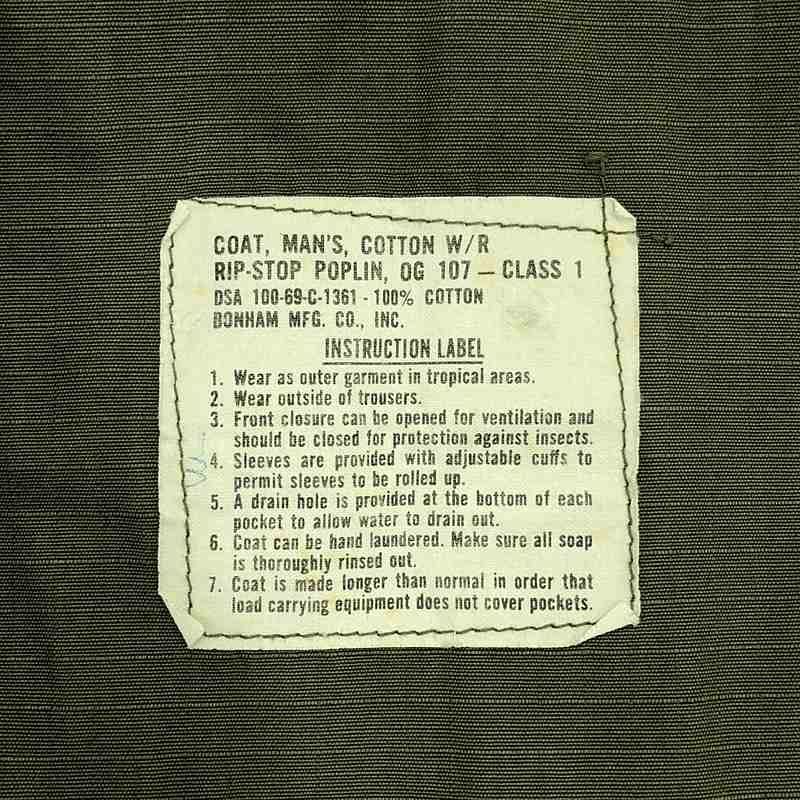 COAT, MAN'S, COTTON W/R
RIP-STOP POPLIN, OG 107 — CLASS 1
DSA 100-69-C-1361 - 100% COTTON
BONHAM MFG. CO., INC.
INSTRUCTION LABEL
1. Wear as outer garment in tropical areas.
2. Wear outside of trousers.
3. Front closure can be opened for ventilation and
should be closed for protection against insects.
4. Sleeves are provided with adjustable cuffs to
permit sleeves to be rolled up.
5. A drain hole is provided at the bottom of each
pocket to allow water to drain out.
6. Coat can be hand laundered. Make sure all soap
is thoroughly rinsed out.
7. Coat is made longer than normal in order that
load carrying equipment does not cover pockets.